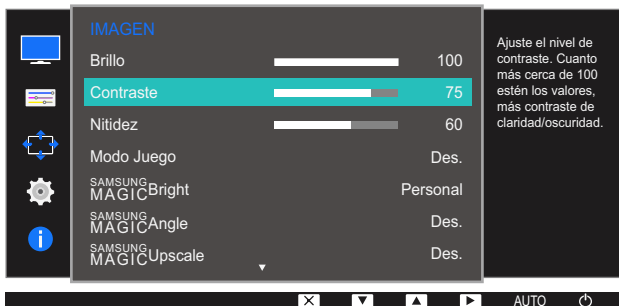 IMAGEN
Brillo 100
Contraste 75
Nitidez 60
Modo Juego Des.
SAMSUNG MAGIC Bright Personal
SAMSUNG MAGIC Angle Des.
SAMSUNG MAGIC Upscale Des.
Ajuste el nivel de
contraste. Cuanto
más cerca de 100
estén los valores,
más contraste de
claridad/oscuridad.
AUTO